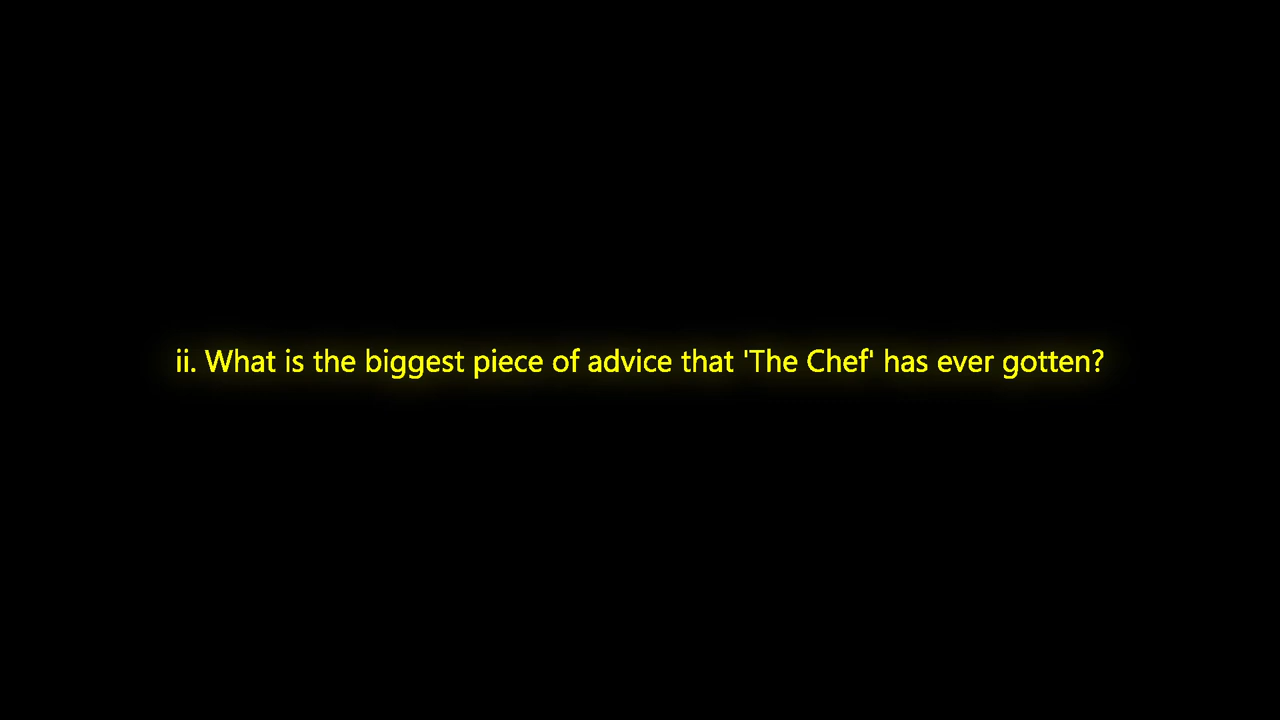 ii. What is the biggest piece of advice that 'The Chef' has ever gotten?